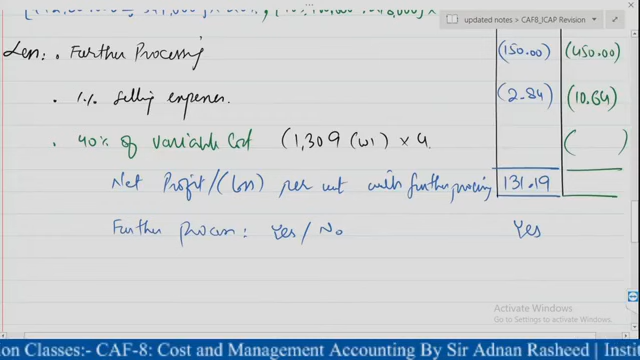 updated notes > CAF8_ICAP Revision
Less: . Further Processing (150.00) (450.00)
. 1% Selling expenses. (2.84) (10.64)
. 40% of variable cost (1,309 (W1) × 4 ( )
Net Profit/(loss) per unit with further processing 131.19
Further process: Yes / No Yes
Activate Windows
Go to Settings to activate Windows.
ion Classes:- CAF-8: Cost and Management Accounting By Sir Adnan Rasheed | Instit